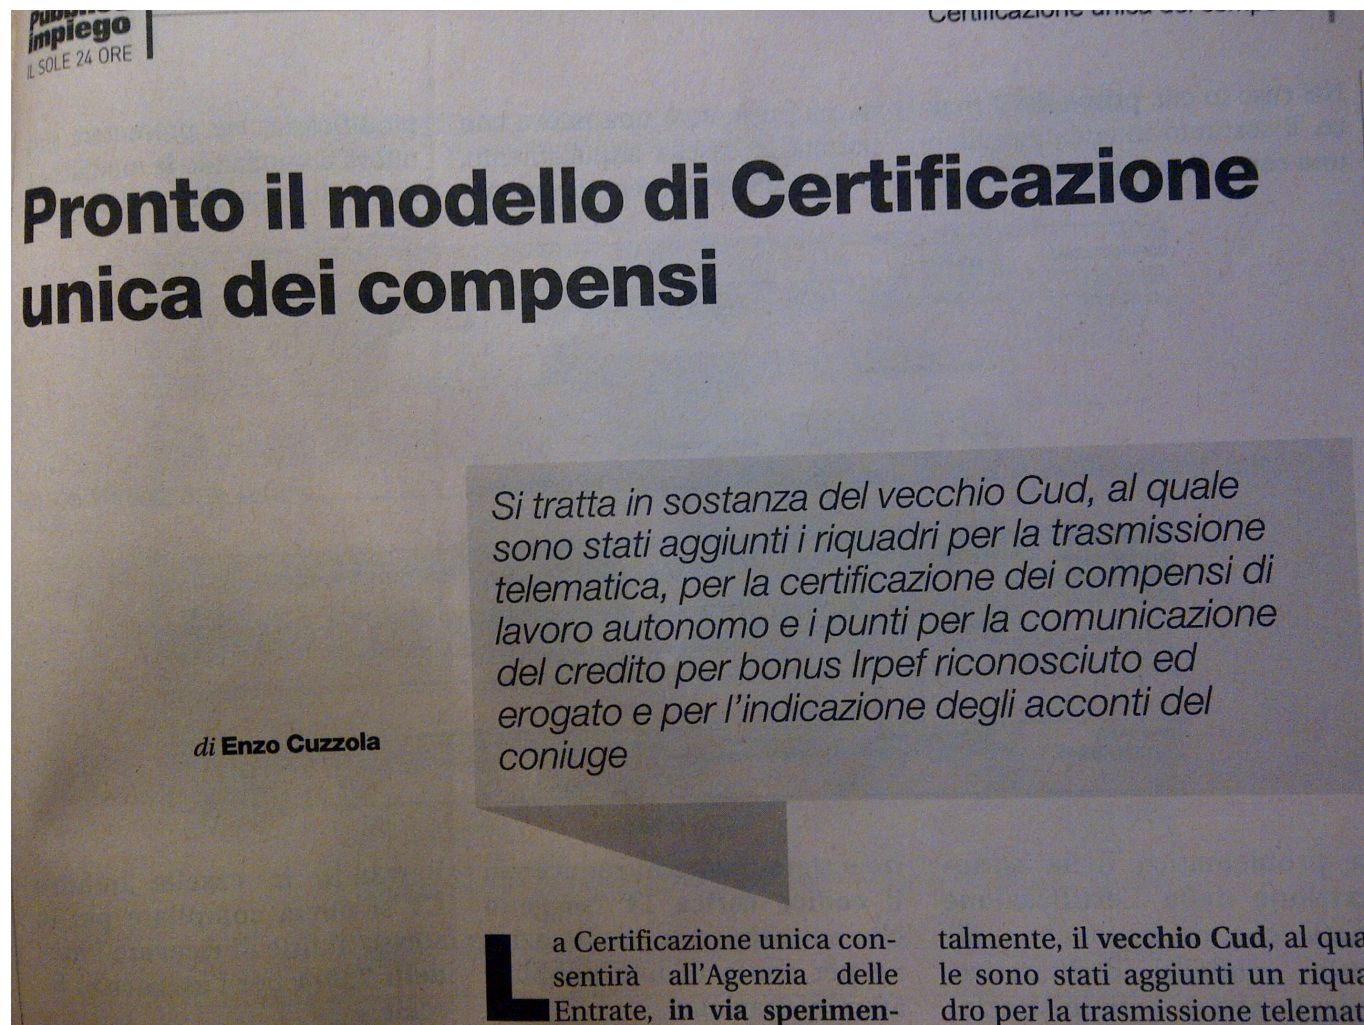 Pubblico
impiego
IL SOLE 24 ORE
Certificazione unica dei
Pronto il modello di Certificazione
unica dei compensi
Si tratta in sostanza del vecchio Cud, al quale
sono stati aggiunti i riquadri per la trasmissione
telematica, per la certificazione dei compensi di
lavoro autonomo e i punti per la comunicazione
del credito per bonus Irpef riconosciuto ed
erogato e per l'indicazione degli acconti del
coniuge
di Enzo Cuzzola
La Certificazione unica con-
sentirà all'Agenzia delle
Entrate, in via sperimen-
talmente, il vecchio Cud, al qua
le sono stati aggiunti un riqua
dro per la trasmissione telemat